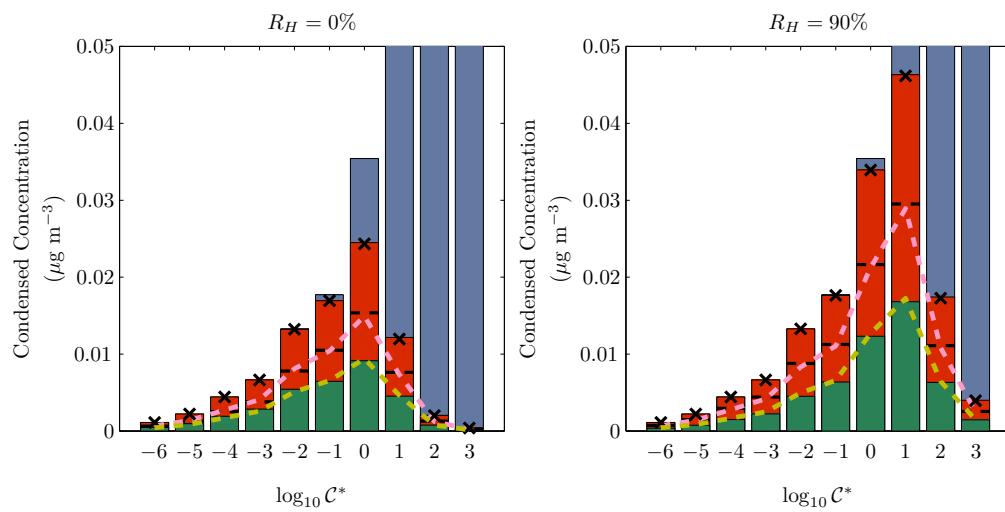 R_H = 0%
0.05
0.04
0.03
0.02
0.01
0
Condensed Concentration
(μg m⁻³)
−6 −5 −4 −3 −2 −1 0 1 2 3
log₁₀ 𝒞*
R_H = 90%
0.05
0.04
0.03
0.02
0.01
0
Condensed Concentration
(μg m⁻³)
−6 −5 −4 −3 −2 −1 0 1 2 3
log₁₀ 𝒞*